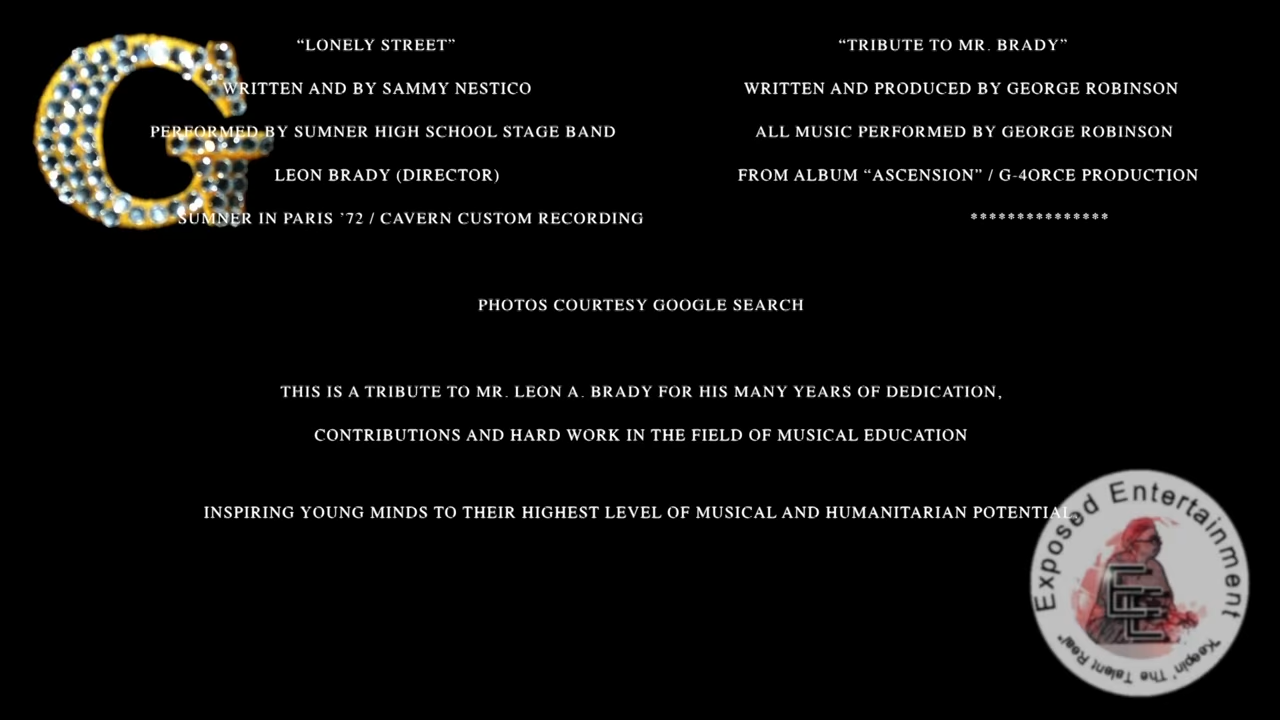 G
“LONELY STREET”
WRITTEN AND BY SAMMY NESTICO
PERFORMED BY SUMNER HIGH SCHOOL STAGE BAND
LEON BRADY (DIRECTOR)
SUMNER IN PARIS ’72 / CAVERN CUSTOM RECORDING
“TRIBUTE TO MR. BRADY”
WRITTEN AND PRODUCED BY GEORGE ROBINSON
ALL MUSIC PERFORMED BY GEORGE ROBINSON
FROM ALBUM “ASCENSION” / G-4ORCE PRODUCTION
***************
PHOTOS COURTESY GOOGLE SEARCH
THIS IS A TRIBUTE TO MR. LEON A. BRADY FOR HIS MANY YEARS OF DEDICATION,
CONTRIBUTIONS AND HARD WORK IN THE FIELD OF MUSICAL EDUCATION
INSPIRING YOUNG MINDS TO THEIR HIGHEST LEVEL OF MUSICAL AND HUMANITARIAN POTENTIAL.
Exposed Entertainment
EE
"Keepin' The Talent Real"